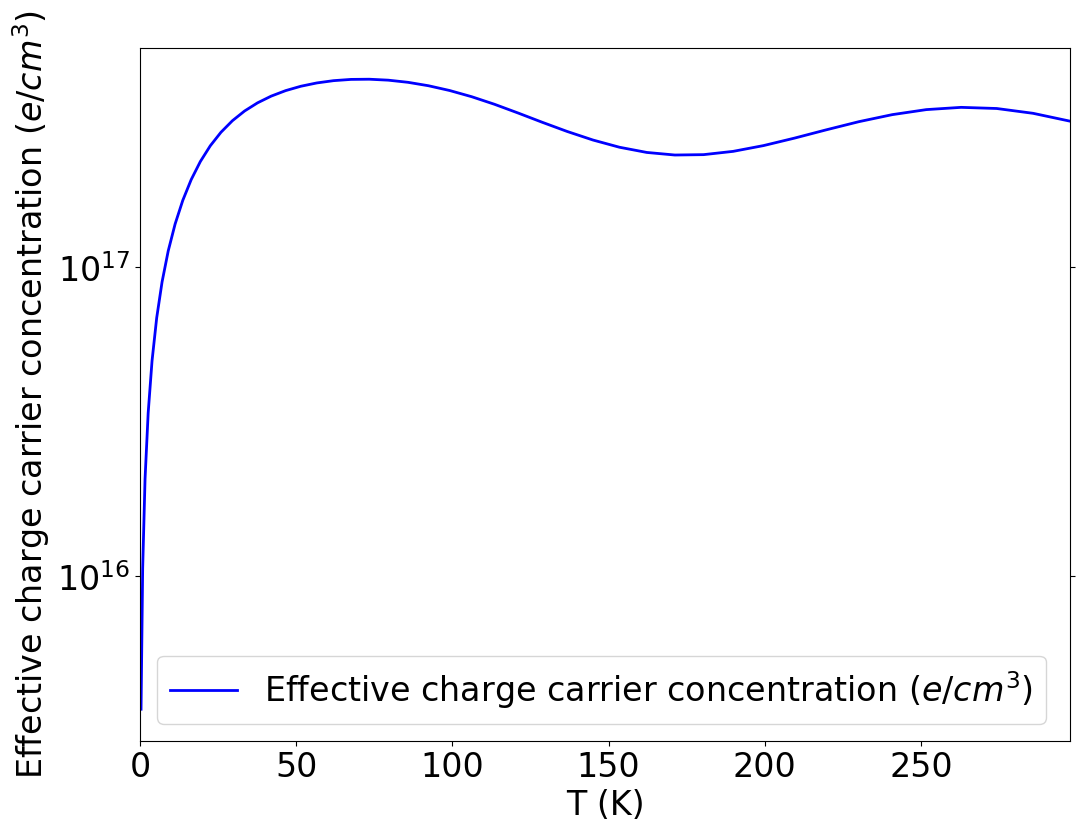 Effective charge carrier concentration (e/cm³)
10¹⁷
10¹⁶
Effective charge carrier concentration (e/cm³)
0 50 100 150 200 250
T (K)